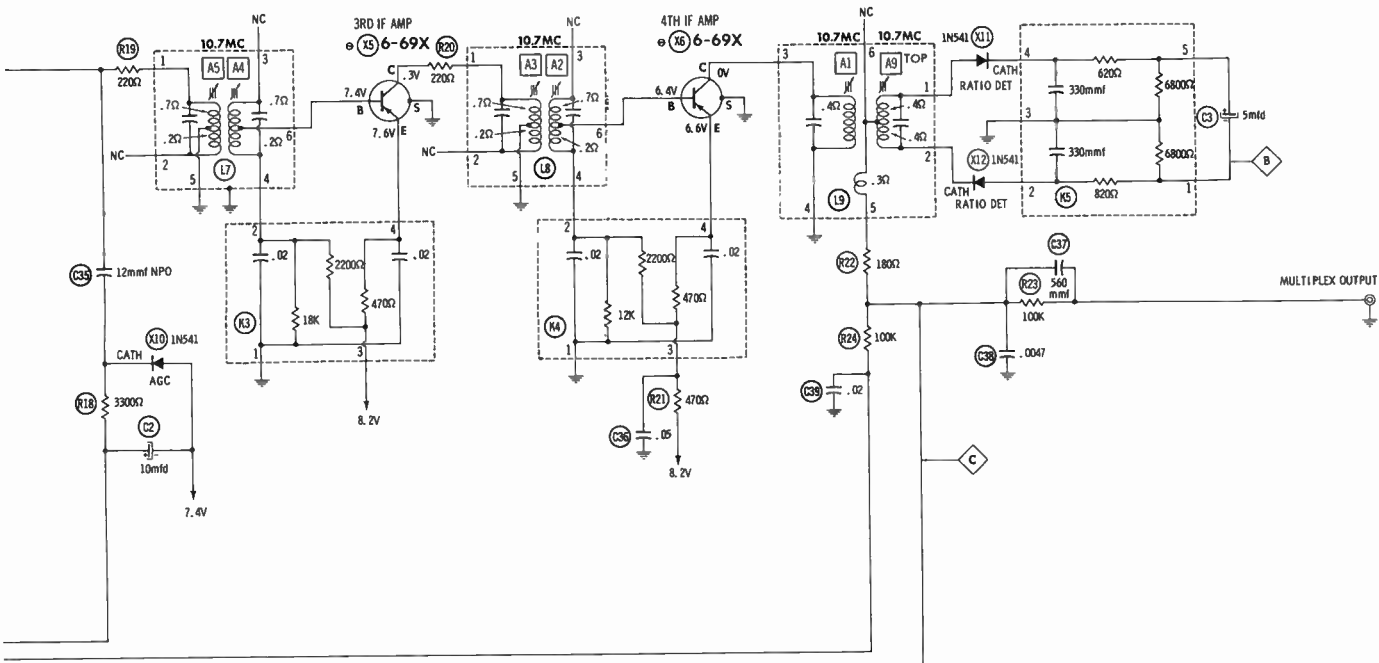 3RD IF AMP
⊖ X5 6-69X
4TH IF AMP
⊖ X6 6-69X
NC
NC
NC
R19
220Ω
10.7MC
A5 A4
1
3
.7Ω
.7Ω
.2Ω
.2Ω
6
NC
2
5
4
L7
C
.3V
7.4V
B
S
7.6V
E
R20
220Ω
10.7MC
A3 A2
1
3
.7Ω
.7Ω
.2Ω
.2Ω
6
NC
2
5
4
L8
C
0V
6.4V
B
S
6.6V
E
10.7MC
10.7MC
3
A1
6
A9
TOP
.4Ω
.4Ω
.4Ω
1
2
.3Ω
L9
4
5
1N541 X11
CATH
RATIO DET
X12 1N541
CATH
RATIO DET
4
5
620Ω
330mmf
6800Ω
3
330mmf
6800Ω
2
820Ω
1
K5
C3
5mfd
B
C35
12mmf NPO
X10 1N541
CATH
AGC
R18
3300Ω
C2
10mfd
7.4V
2
4
.02
2200Ω
.02
470Ω
18K
K3
1
3
8.2V
2
4
.02
2200Ω
.02
470Ω
12K
K4
1
3
R21
470Ω
C36
.05
8.2V
R22
180Ω
R24
100K
C39
.02
C37
560
mmf
R23
100K
C38
.0047
MULTIPLEX OUTPUT
C